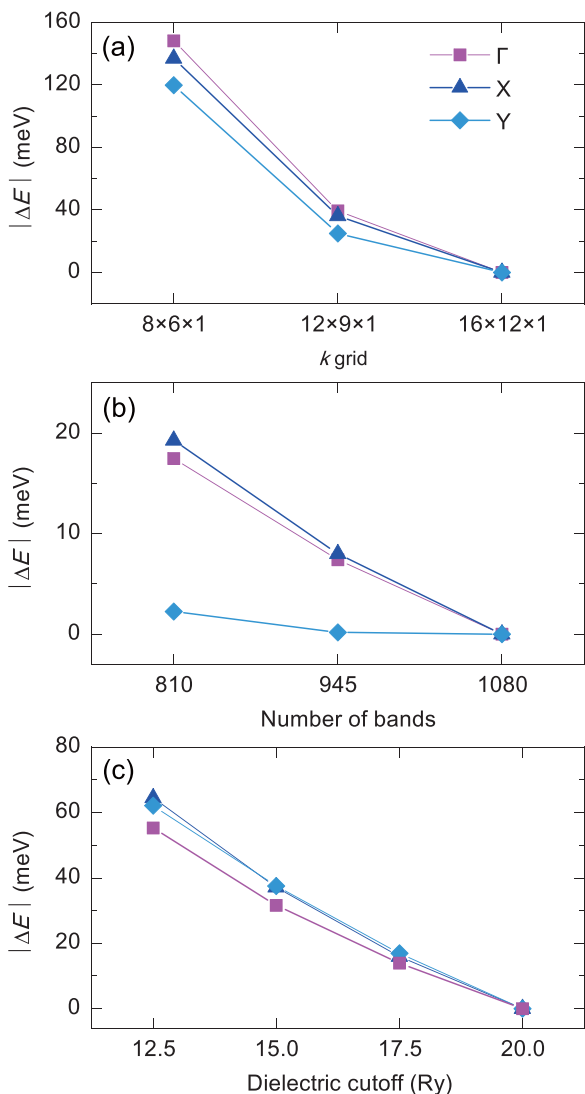 (a)
Γ
X
Y
160
120
80
40
0
|ΔE| (meV)
8×6×1 12×9×1 16×12×1
k grid
(b)
20
10
0
|ΔE| (meV)
810 945 1080
Number of bands
(c)
80
60
40
20
0
|ΔE| (meV)
12.5 15.0 17.5 20.0
Dielectric cutoff (Ry)